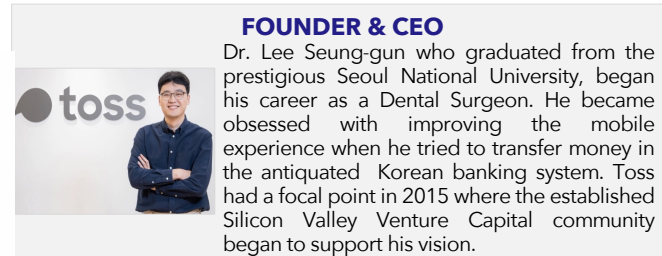 FOUNDER & CEO
toss
Dr. Lee Seung-gun who graduated from the
prestigious Seoul National University, began
his career as a Dental Surgeon. He became
obsessed with improving the mobile
experience when he tried to transfer money in
the antiquated Korean banking system. Toss
had a focal point in 2015 where the established
Silicon Valley Venture Capital community
began to support his vision.